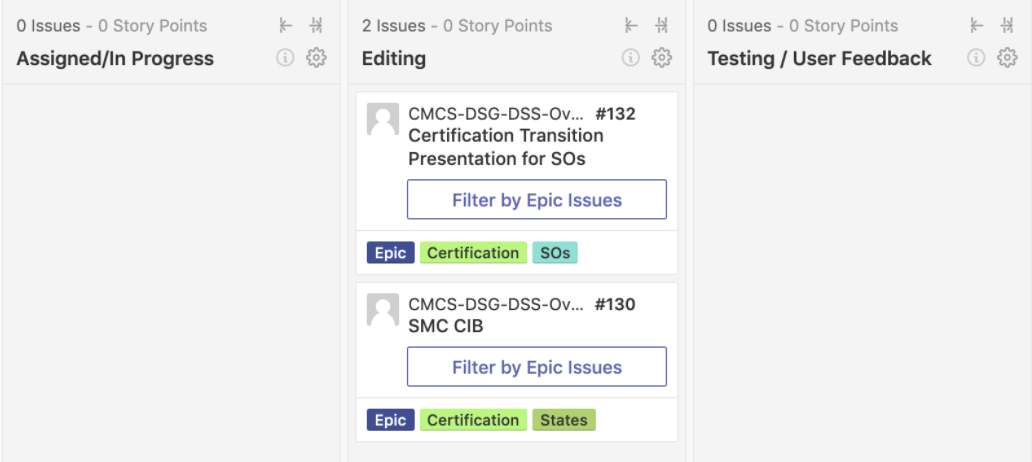 0 Issues - 0 Story Points
Assigned/In Progress
2 Issues - 0 Story Points
Editing
CMCS-DSG-DSS-Ov... #132
Certification Transition
Presentation for SOs
Filter by Epic Issues
Epic Certification SOs
CMCS-DSG-DSS-Ov... #130
SMC CIB
Filter by Epic Issues
Epic Certification States
0 Issues - 0 Story Points
Testing / User Feedback